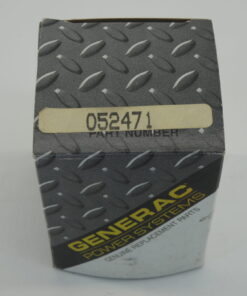 052471
PART NUMBER
GENERAC
POWER SYSTEMS
GENUINE REPLACEMENT PARTS